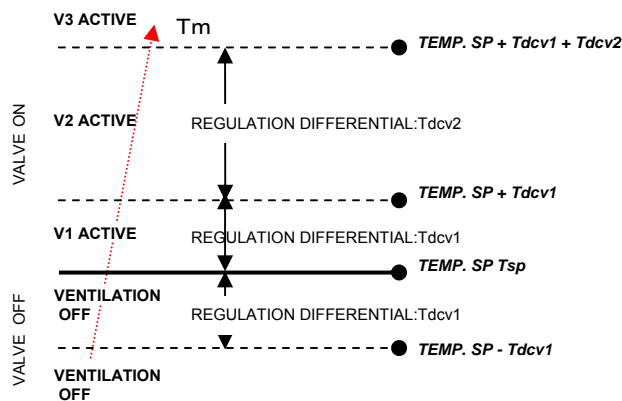 V3 ACTIVE
Tm
TEMP. SP + Tdcv1 + Tdcv2
VALVE ON
V2 ACTIVE
REGULATION DIFFERENTIAL:Tdcv2
TEMP. SP + Tdcv1
V1 ACTIVE
REGULATION DIFFERENTIAL:Tdcv1
TEMP. SP Tsp
VALVE OFF
VENTILATION
OFF
REGULATION DIFFERENTIAL:Tdcv1
TEMP. SP - Tdcv1
VENTILATION
OFF